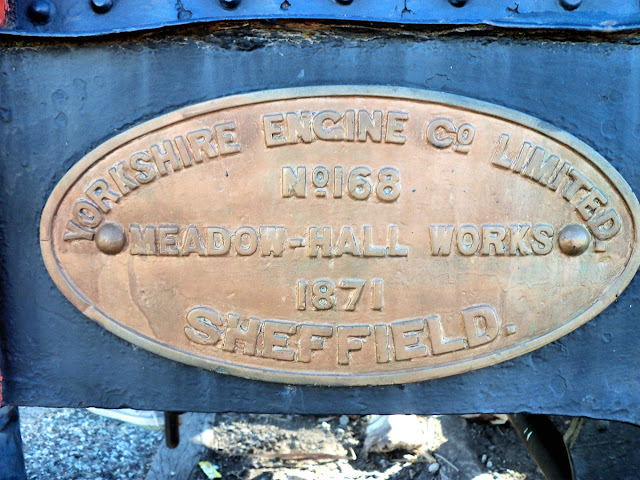 YORKSHIRE ENGINE CO LIMITED.
NO 168
MEADOW-HALL WORKS
1871
SHEFFIELD.